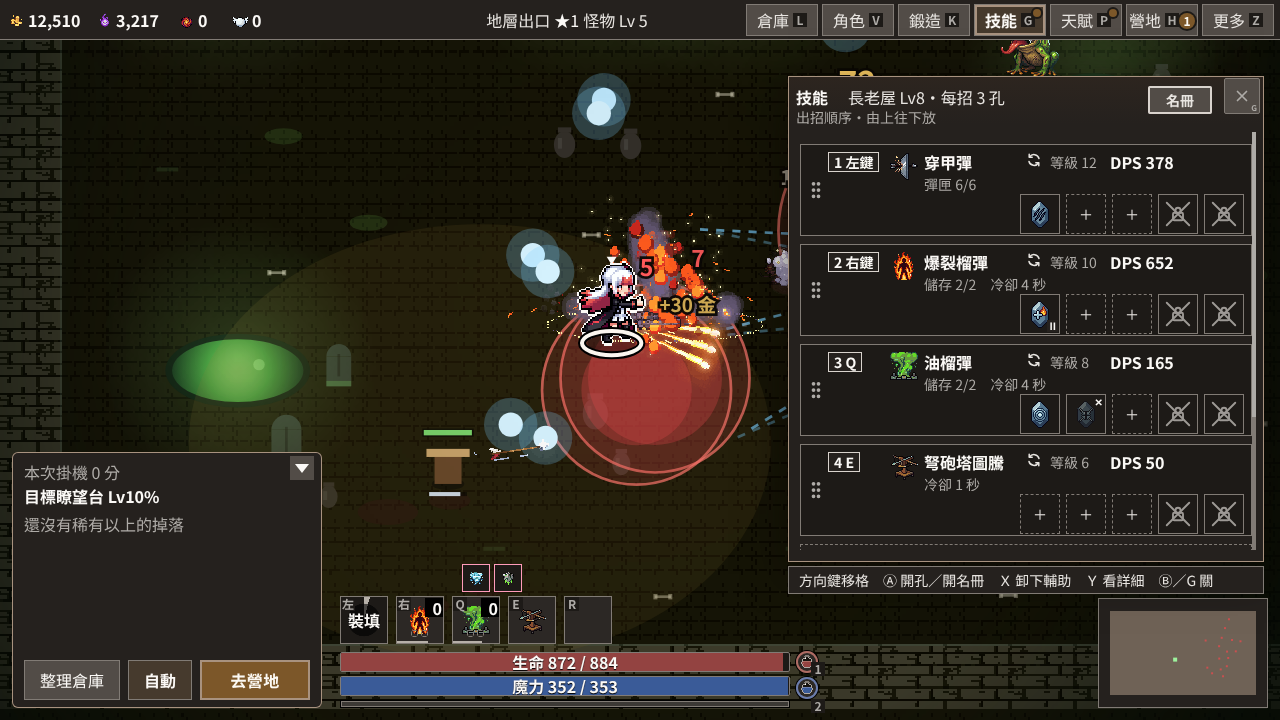 12,510 3,217 0 0
地層出口 ★1 怪物 Lv 5
倉庫 L 角色 V 鍛造 K 技能 G 天賦 P 營地 H 1 更多 Z
技能 長老屋 Lv8・每招 3 孔
名冊
G
出招順序・由上往下放
1 左鍵 穿甲彈 等級 12 DPS 378
彈匣 6/6
+ +
2 右鍵 爆裂榴彈 等級 10 DPS 652
儲存 2/2 冷卻 4 秒
+ +
3 Q 油榴彈 等級 8 DPS 165
儲存 2/2 冷卻 4 秒
+
4 E 弩砲塔圖騰 等級 6 DPS 50
冷卻 1 秒
+ + +
方向鍵移格 Ⓐ 開孔／開名冊 X 卸下輔助 Y 看詳細 Ⓑ／G 關
5 7
+30 金
本次掛機 0 分
目標瞭望台 Lv10%
還沒有稀有以上的掉落
整理倉庫 自動 去營地
左 裝填 右 0 Q 0 E R
生命 872 / 884 1
魔力 352 / 353 2